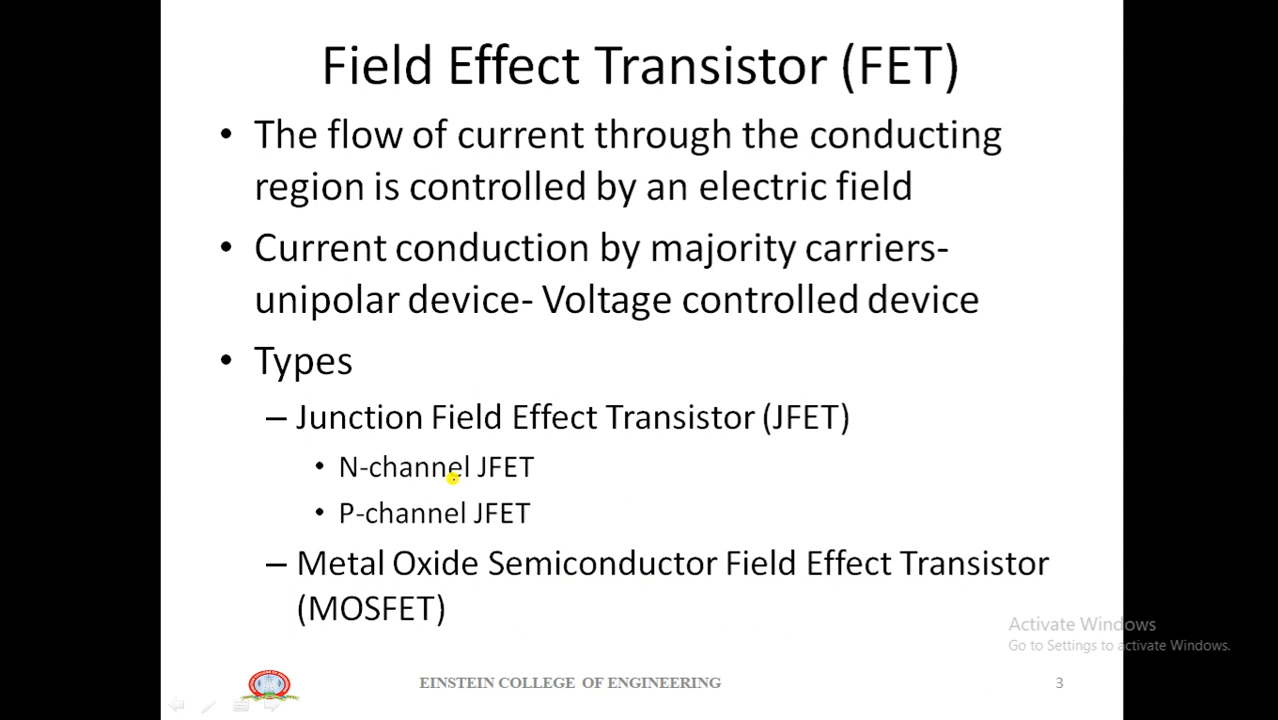 Field Effect Transistor (FET)
• The flow of current through the conducting
region is controlled by an electric field
• Current conduction by majority carriers-
unipolar device- Voltage controlled device
• Types
– Junction Field Effect Transistor (JFET)
• N-channel JFET
• P-channel JFET
– Metal Oxide Semiconductor Field Effect Transistor
(MOSFET)
Activate Windows
Go to Settings to activate Windows.
EINSTEIN COLLEGE OF ENGINEERING
3